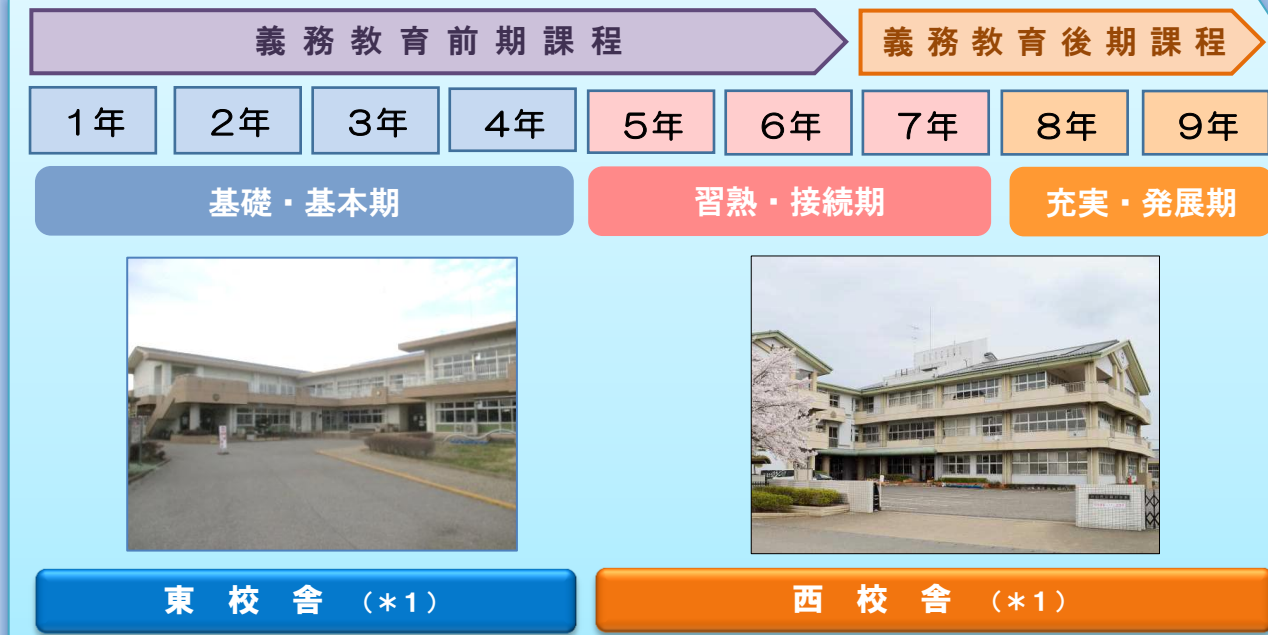 義務教育前期課程 義務教育後期課程
1年 2年 3年 4年 5年 6年 7年 8年 9年
基礎・基本期 習熟・接続期 充実・発展期
東校舎 (*1) 西校舎 (*1)